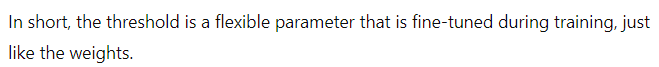 In short, the threshold is a flexible parameter that is fine-tuned during training, just
like the weights.